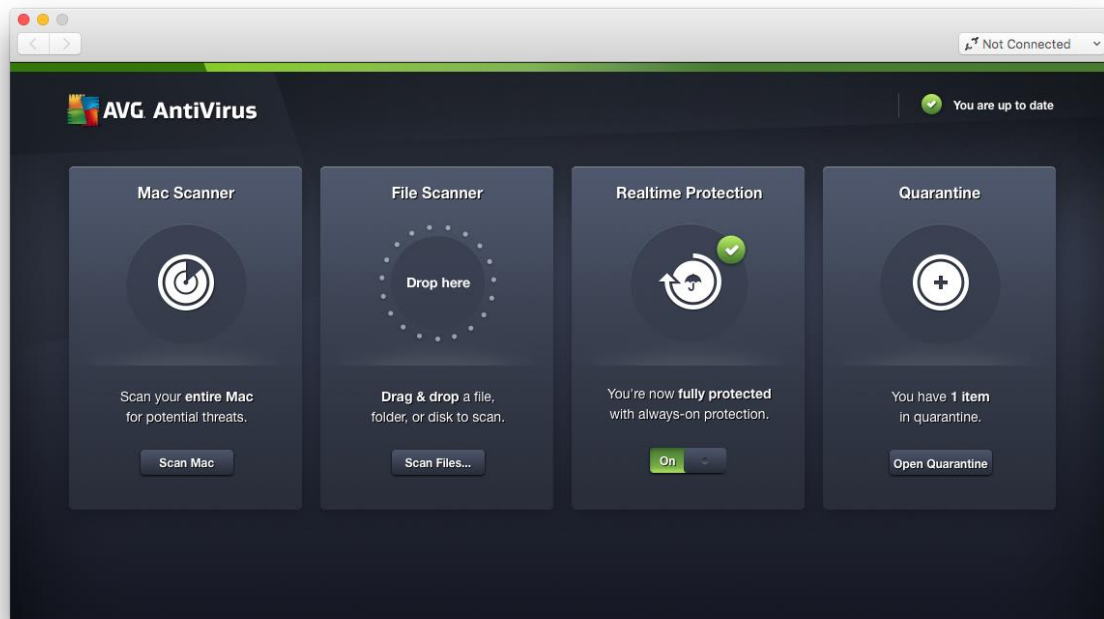 Not Connected
AVG AntiVirus
You are up to date
Mac Scanner
Scan your entire Mac
for potential threats.
Scan Mac
File Scanner
Drop here
Drag & drop a file,
folder, or disk to scan.
Scan Files...
Realtime Protection
You're now fully protected
with always-on protection.
On
Quarantine
You have 1 item
in quarantine.
Open Quarantine